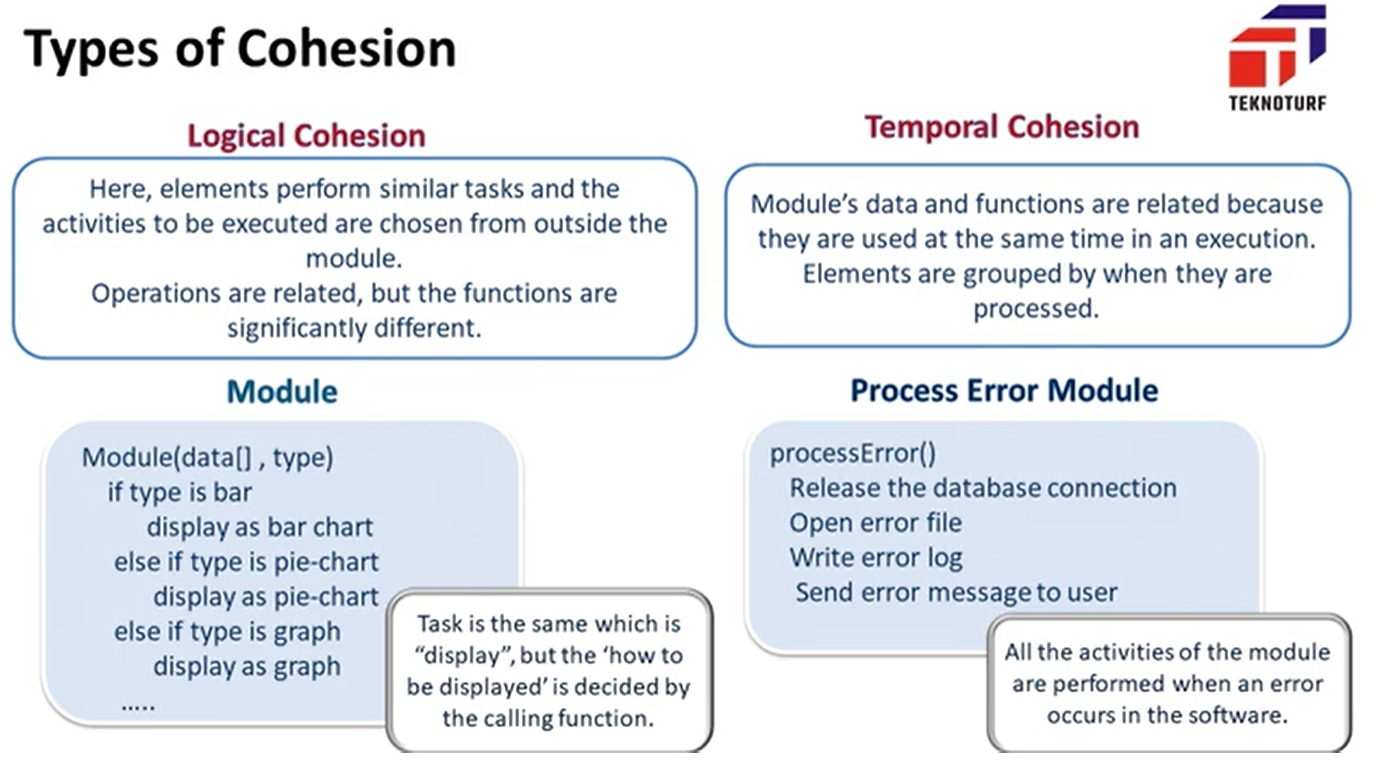 Types of Cohesion
TEKNOTURF
Logical Cohesion
Here, elements perform similar tasks and the
activities to be executed are chosen from outside the
module.
Operations are related, but the functions are
significantly different.
Module
Module(data[] , type)
if type is bar
display as bar chart
else if type is pie-chart
display as pie-chart
else if type is graph
display as graph
.....
Task is the same which is
“display”, but the ‘how to
be displayed’ is decided by
the calling function.
Temporal Cohesion
Module’s data and functions are related because
they are used at the same time in an execution.
Elements are grouped by when they are
processed.
Process Error Module
processError()
Release the database connection
Open error file
Write error log
Send error message to user
All the activities of the module
are performed when an error
occurs in the software.